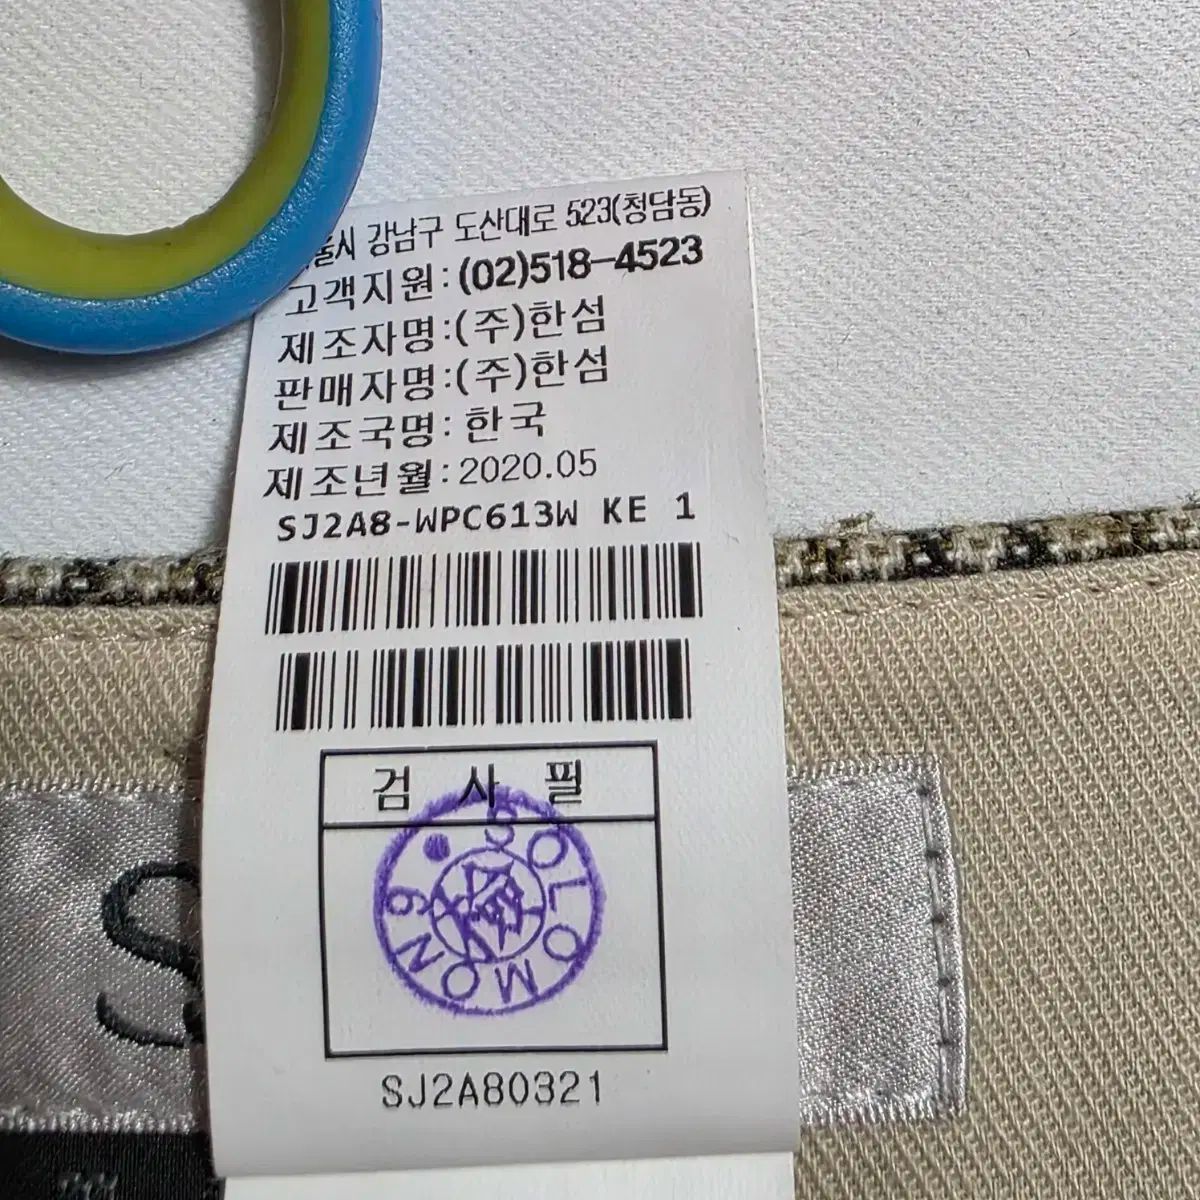 강남구 도산대로 523(청담동)
고객지원:(02)518-4523
제조자명:(주)한섬
판매자명:(주)한섬
제조국명:한국
제조년월:2020.05
SJ2A8-WPC613W KE 1
검 사 필
SOLOMON 6
SJ2A80321